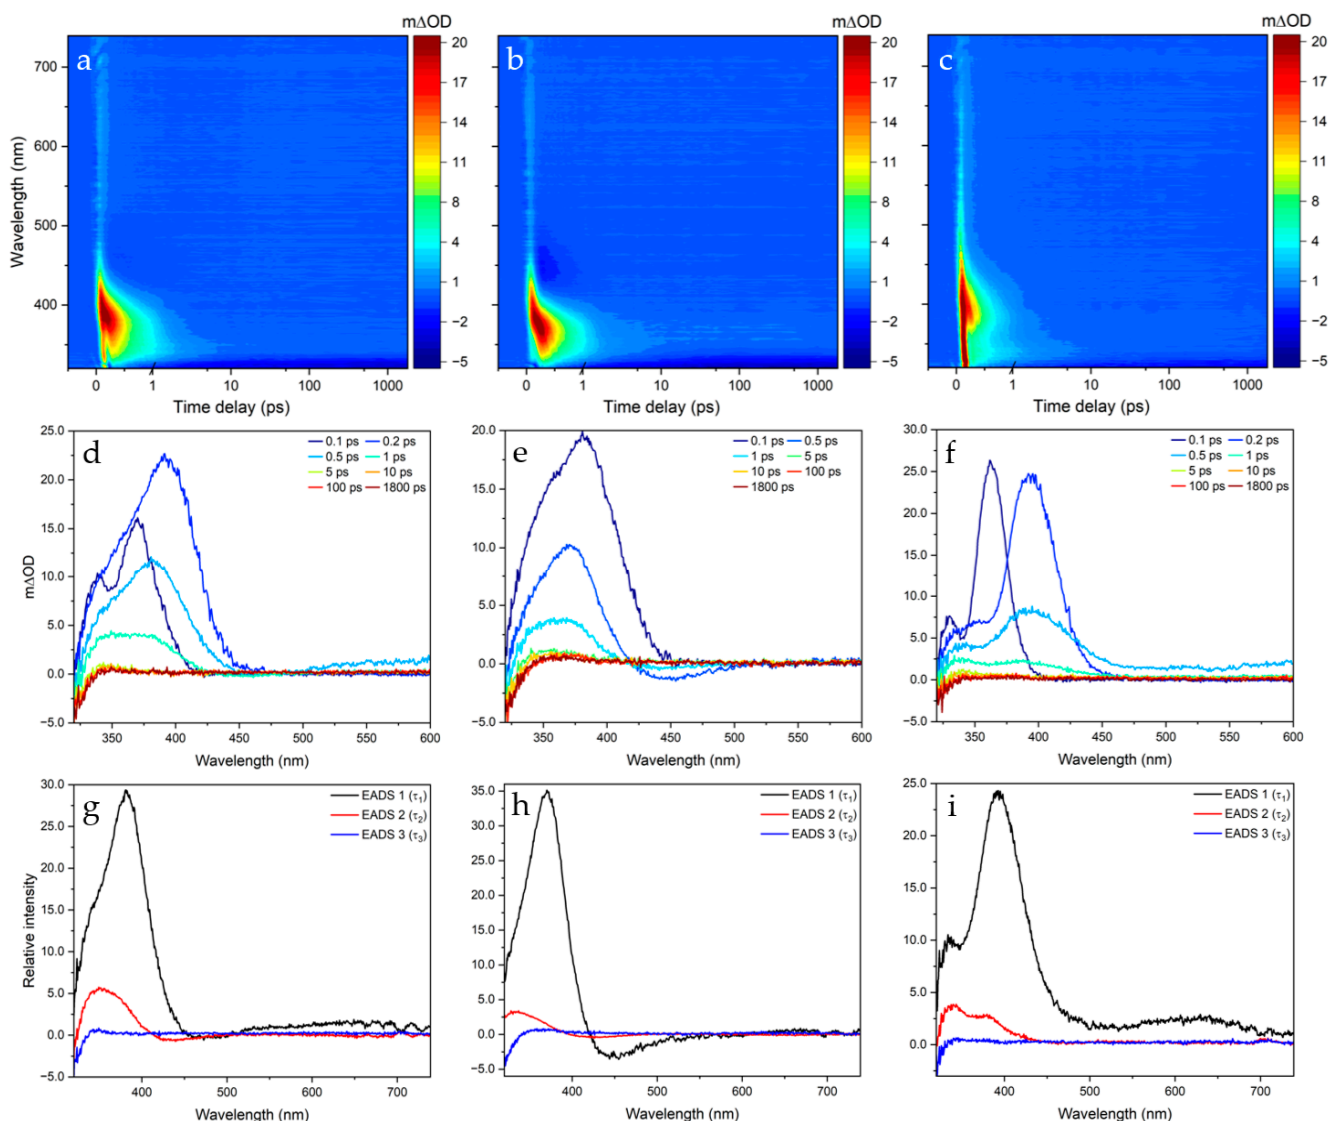 mΔOD
mΔOD
mΔOD
a
b
c
20
17
14
11
8
4
1
−2
−5
20
17
14
11
8
4
1
−2
−5
20
17
14
11
8
4
1
−2
−5
700
600
500
400
Wavelength (nm)
0 1 10 100 1000
0 1 10 100 1000
0 1 10 100 1000
Time delay (ps)
Time delay (ps)
Time delay (ps)
d
0.1 ps 0.2 ps
0.5 ps 1 ps
5 ps 10 ps
100 ps 1800 ps
25.0
20.0
15.0
10.0
5.0
0.0
−5.0
mΔOD
350 400 450 500 550 600
Wavelength (nm)
e
0.1 ps 0.5 ps
1 ps 5 ps
10 ps 100 ps
1800 ps
20.0
15.0
10.0
5.0
0.0
−5.0
350 400 450 500 550 600
Wavelength (nm)
f
0.1 ps 0.2 ps
0.5 ps 1 ps
5 ps 10 ps
100 ps 1800 ps
30.0
25.0
20.0
15.0
10.0
5.0
0.0
−5.0
350 400 450 500 550 600
Wavelength (nm)
g
EADS 1 (τ₁)
EADS 2 (τ₂)
EADS 3 (τ₃)
30.0
25.0
20.0
15.0
10.0
5.0
0.0
−5.0
Relative intensity
400 500 600 700
Wavelength (nm)
h
EADS 1 (τ₁)
EADS 2 (τ₂)
EADS 3 (τ₃)
35.0
30.0
25.0
20.0
15.0
10.0
5.0
0.0
−5.0
400 500 600 700
Wavelength (nm)
i
EADS 1 (τ₁)
EADS 2 (τ₂)
EADS 3 (τ₃)
25.0
20.0
15.0
10.0
5.0
0.0
400 500 600 700
Wavelength (nm)